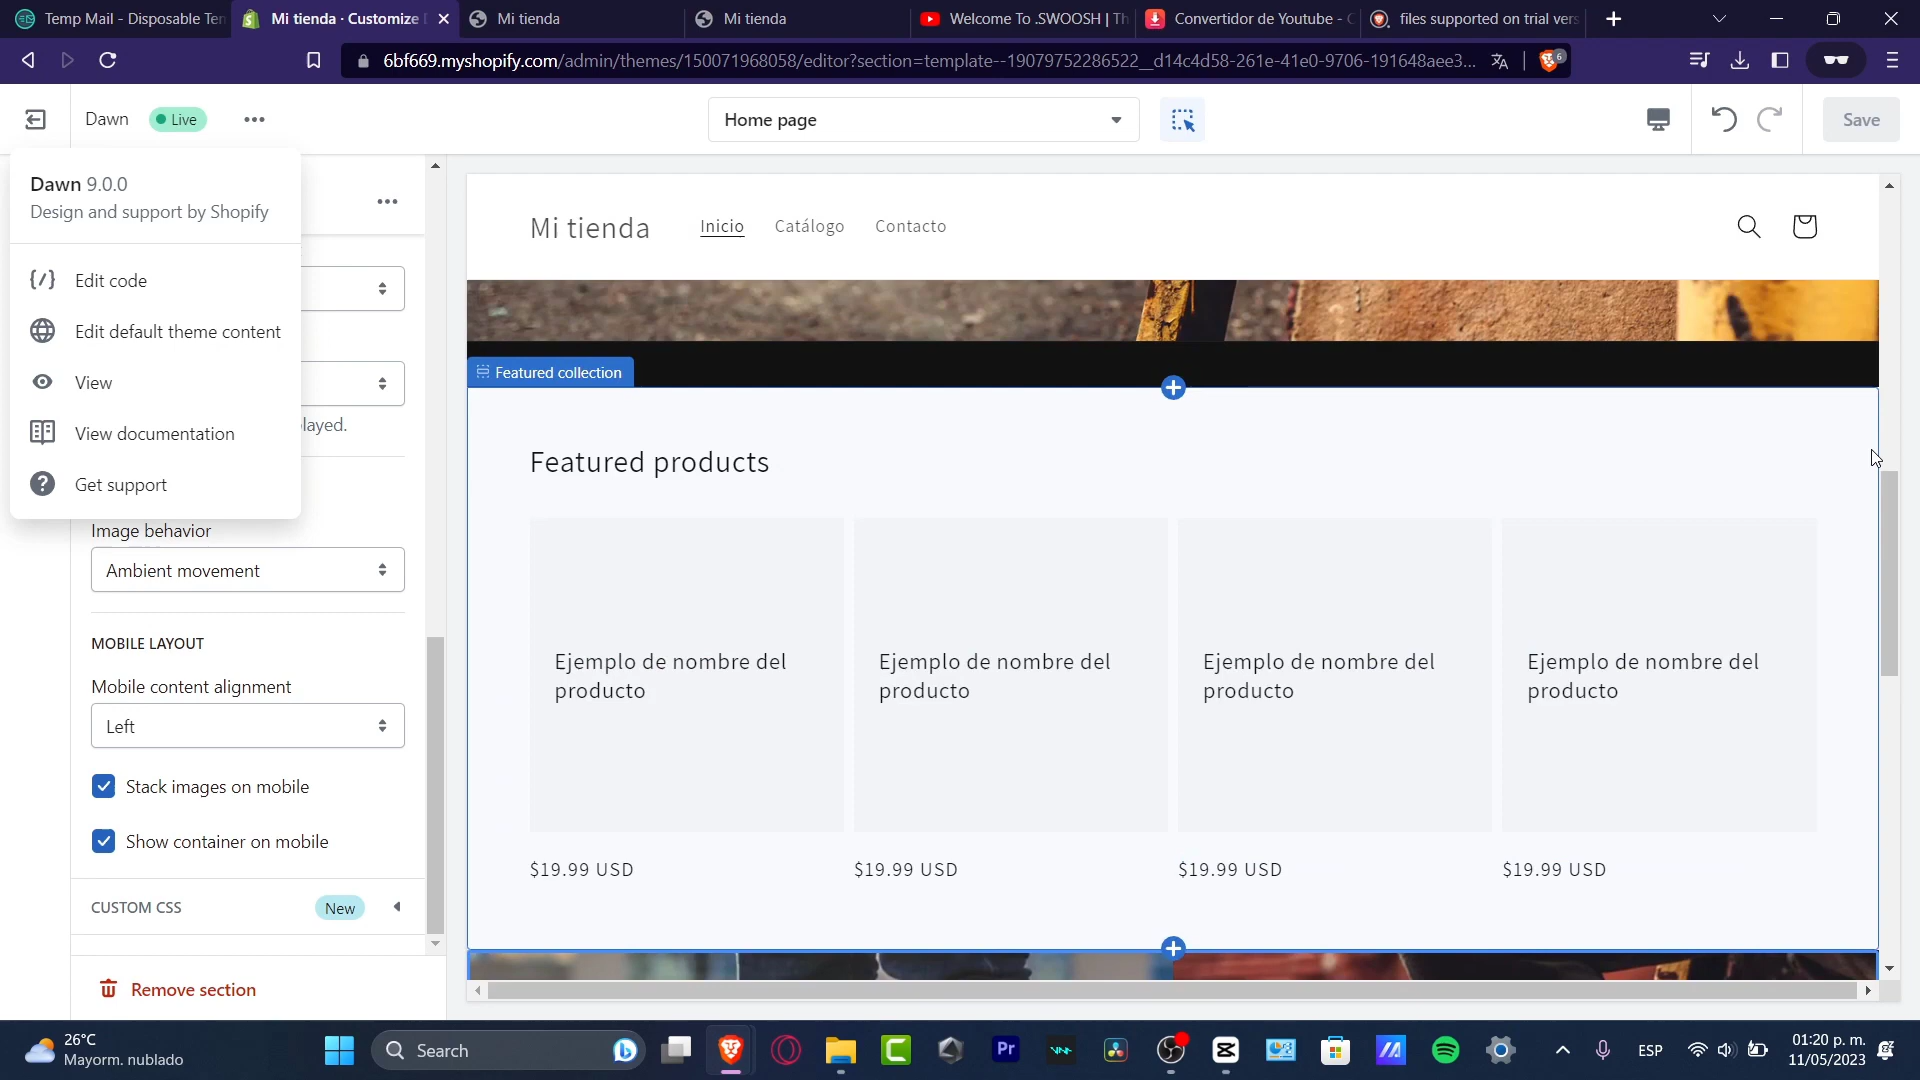 Temp Mail - Disposable Ten
Mi tienda · Customize
Mi tienda
Mi tienda
Welcome To .SWOOSH | Th
Convertidor de Youtube - C
files supported on trial vers
6bf669.myshopify.com/admin/themes/150071968058/editor?section=template--19079752286522__d14c4d58-261e-41e0-9706-191648aee3...
6
Dawn
Live
Home page
Save
Dawn 9.0.0
Design and support by Shopify
Edit code
Edit default theme content
View
layed.
View documentation
Get support
Image behavior
Ambient movement
MOBILE LAYOUT
Mobile content alignment
Left
Stack images on mobile
Show container on mobile
CUSTOM CSS
New
Remove section
Mi tienda
Inicio
Catálogo
Contacto
Featured collection
Featured products
Ejemplo de nombre del
producto
Ejemplo de nombre del
producto
Ejemplo de nombre del
producto
Ejemplo de nombre del
producto
$19.99 USD
$19.99 USD
$19.99 USD
$19.99 USD
26°C
Mayorm. nublado
Search
Pr
ESP
01:20 p. m.
11/05/2023